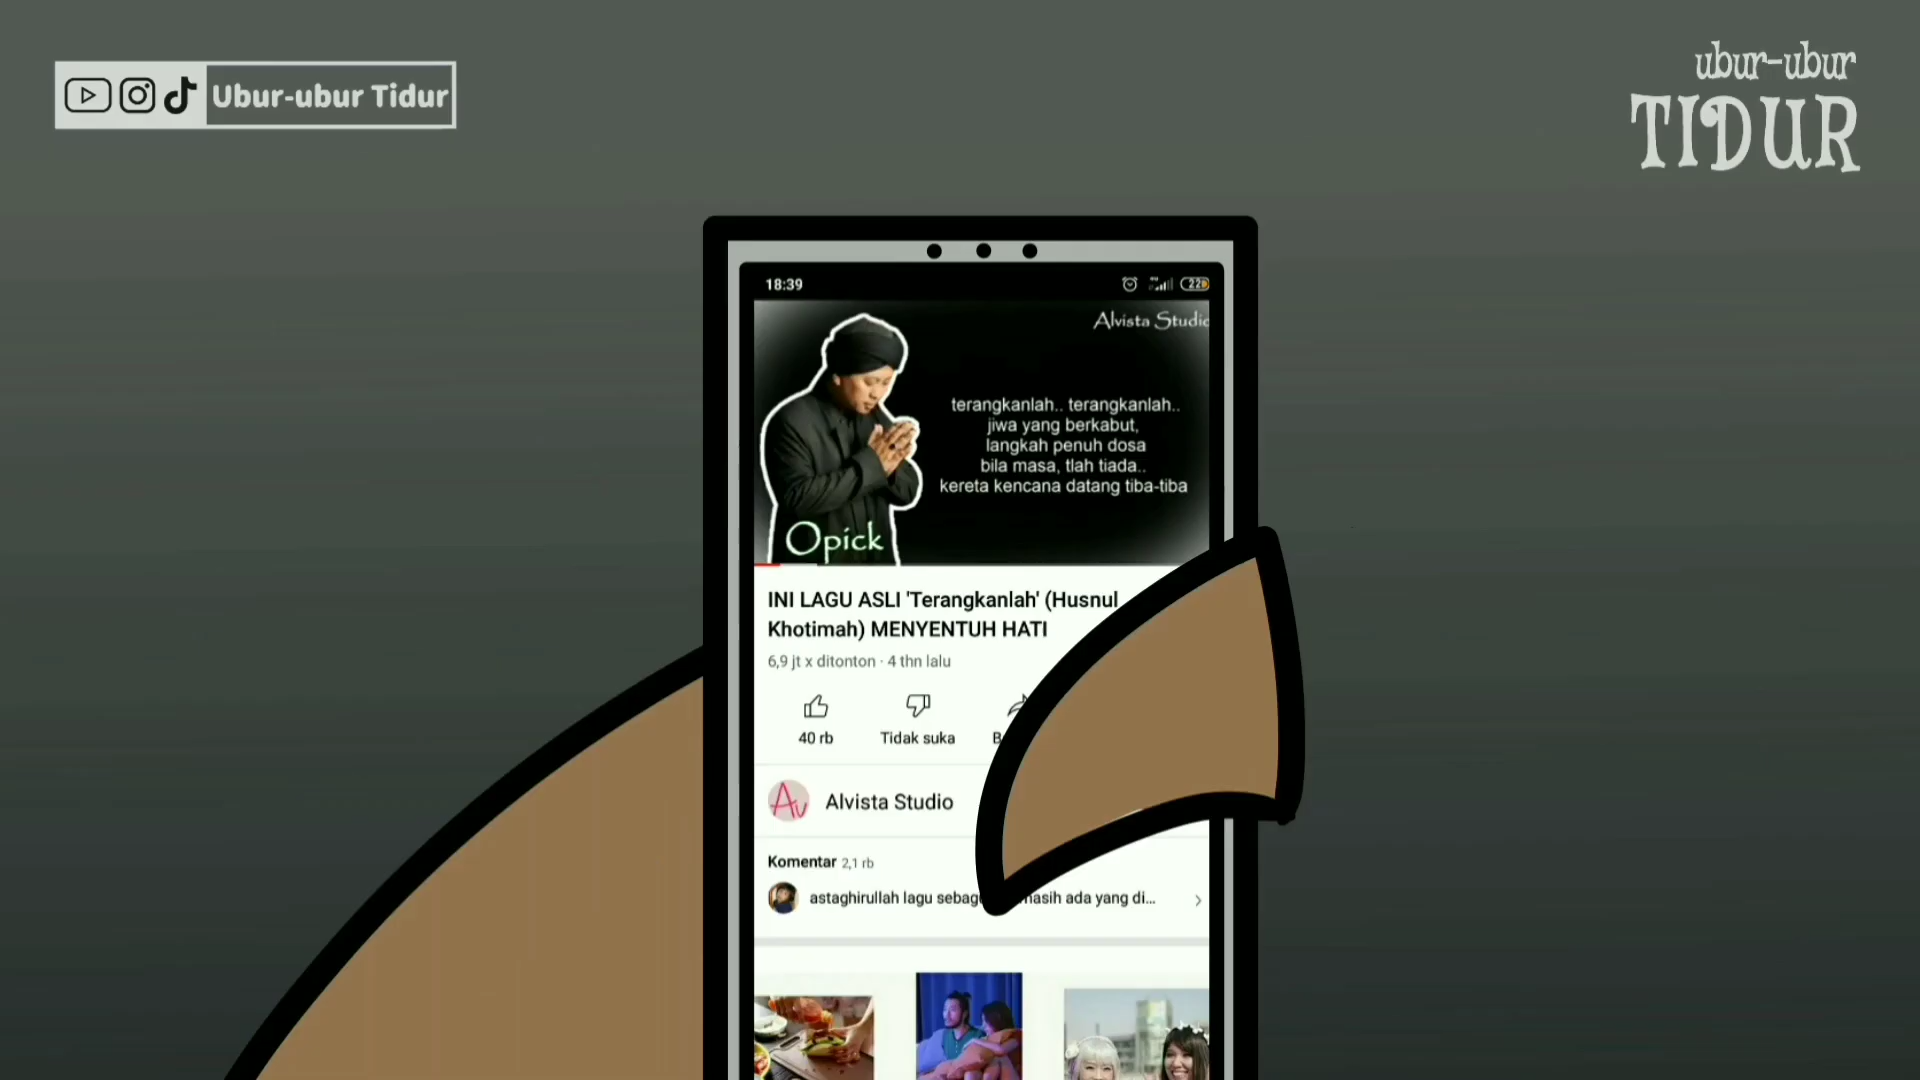 Ubur-ubur Tidur
ubur-ubur
TIDUR
18:39
22
Alvista Studio
terangkanlah.. terangkanlah..
jiwa yang berkabut,
langkah penuh dosa
bila masa, tlah tiada..
kereta kencana datang tiba-tiba
Opick
INI LAGU ASLI 'Terangkanlah' (Husnul
Khotimah) MENYENTUH HATI
6,9 jt x ditonton · 4 thn lalu
40 rb
Tidak suka
Alvista Studio
Komentar 2,1 rb
astaghirullah lagu ada yang di...